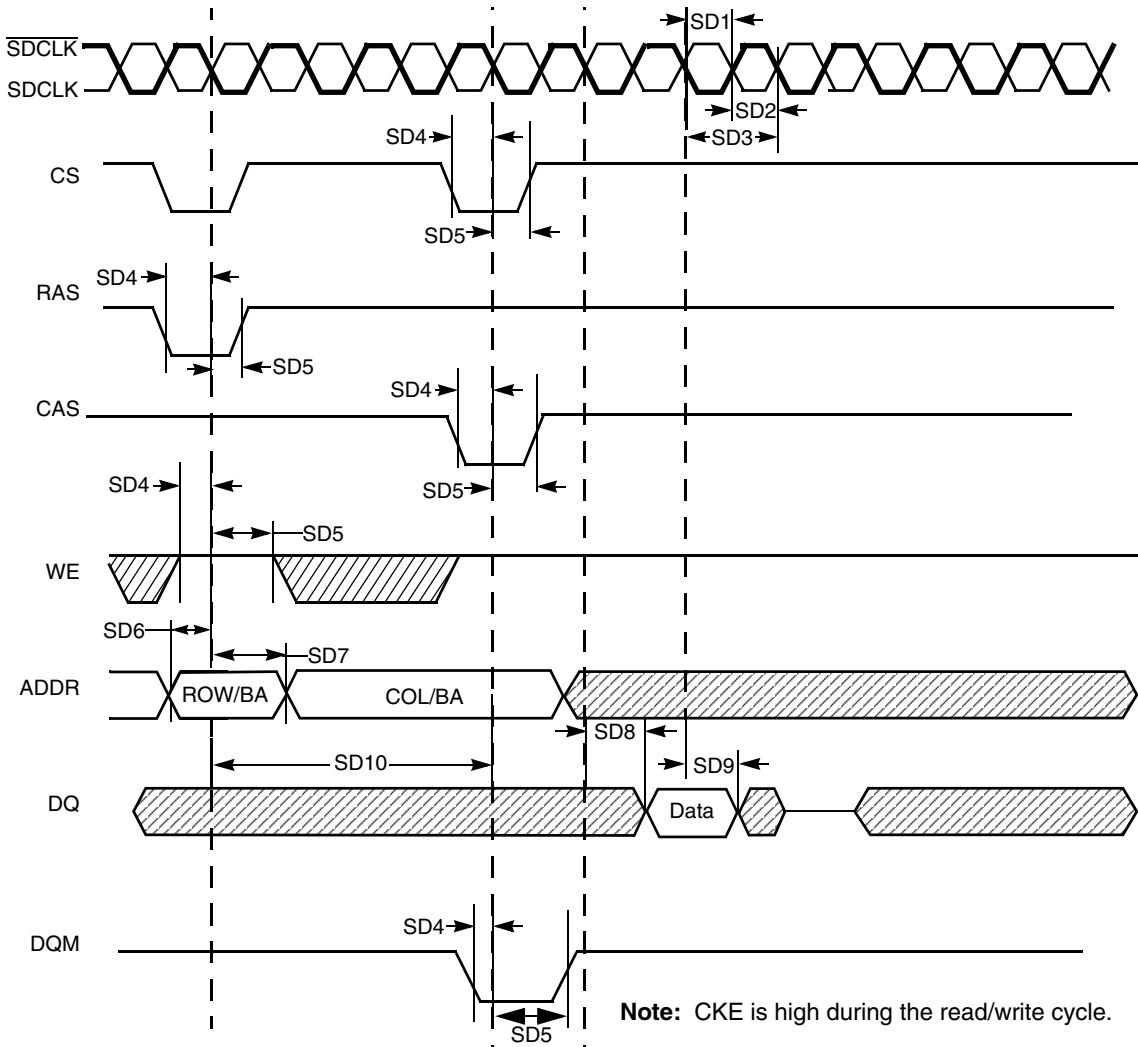 SD1
SDCLK
SDCLK
SD2
SD4
SD3
CS
SD5
SD4
RAS
SD5
SD4
CAS
SD4
SD5
SD5
WE
SD6
SD7
ADDR
ROW/BA
COL/BA
SD8
SD10
SD9
DQ
Data
SD4
DQM
Note: CKE is high during the read/write cycle.
SD5